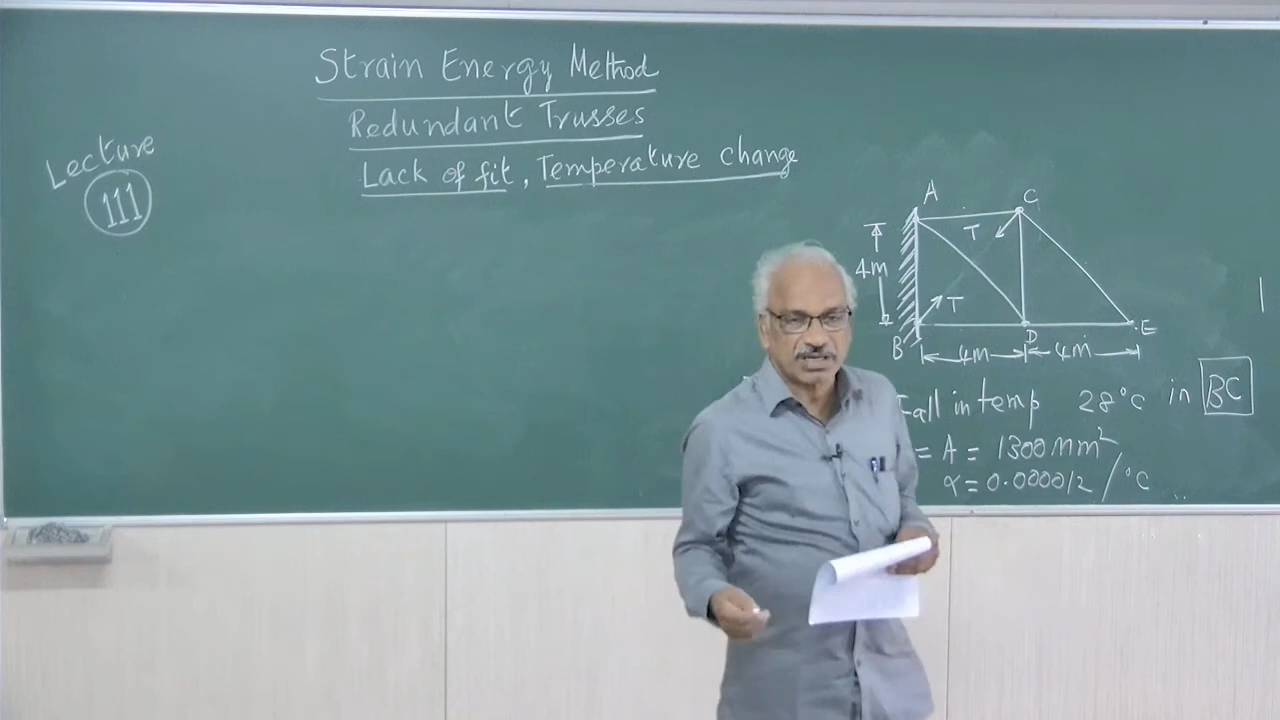 Strain Energy Method
Redundant Trusses
Lack of fit, Temperature change
Lecture
111
A
C
T
4m
T
B
D
E
4m
4m
Fall in temp 28°C in BC
= A = 1300 mm²
α = 0.000012 /°C